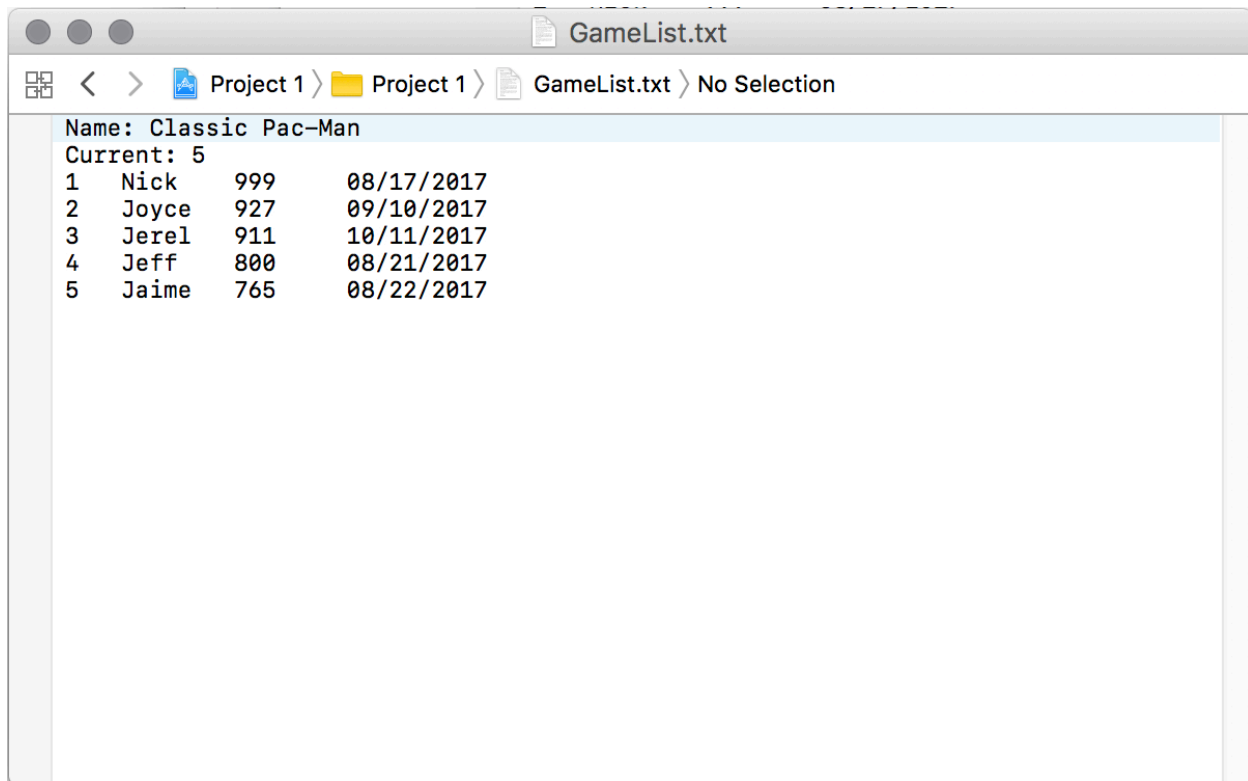 GameList.txt
Project 1 〉 Project 1 〉 GameList.txt 〉 No Selection
Name: Classic Pac-Man
Current: 5
1 Nick 999 08/17/2017
2 Joyce 927 09/10/2017
3 Jerel 911 10/11/2017
4 Jeff 800 08/21/2017
5 Jaime 765 08/22/2017